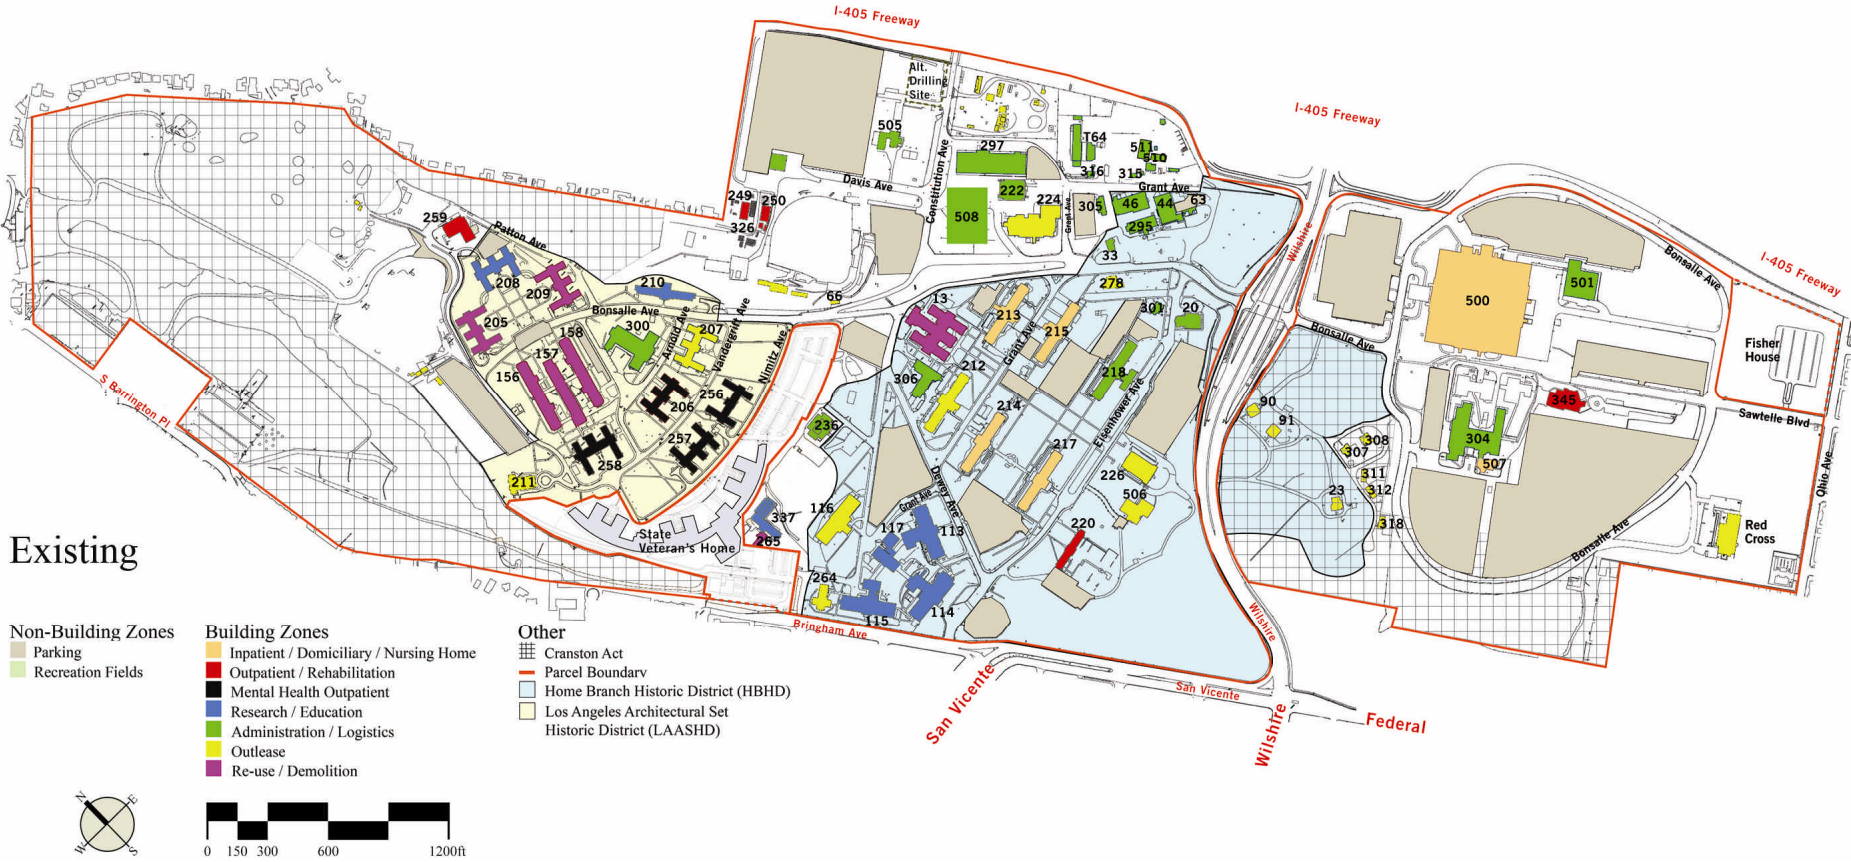 I-405 Freeway
I-405 Freeway
I-405 Freeway
Alt.
Drilling
Site
505
297
T64
511
510
316
315
Grant Ave
Davis Ave
Constitution Ave
222
224
508
Grant Ave
305
46
44
63
295
33
249
250
326
259
Patton Ave
208
209
210
66
205
Bonsalle Ave
300
Arnold Ave
207
Vandergrift Ave
Nimitz Ave
158
157
156
206
256
257
258
211
S Barrington Pl
13
213
215
278
301
20
Grant Ave
212
306
218
214
Eisenhower Ave
236
217
226
506
Dewey Ave
Grant Ave
116
117
113
220
337
265
State
Veteran's Home
264
115
114
Bringham Ave
Wilshire
Bonsalle Ave
500
501
Bonsalle Ave
Fisher
House
345
Sawtelle Blvd
90
91
308
307
304
507
311
312
23
318
Ohio Ave
Red
Cross
Bonsalle Ave
Wilshire
San Vicente
San Vicente
Wilshire
Federal
Existing
Non-Building Zones
Parking
Recreation Fields
Building Zones
Inpatient / Domiciliary / Nursing Home
Outpatient / Rehabilitation
Mental Health Outpatient
Research / Education
Administration / Logistics
Outlease
Re-use / Demolition
Other
Cranston Act
Parcel Boundary
Home Branch Historic District (HBHD)
Los Angeles Architectural Set
Historic District (LAASHD)
N
E
W
S
0 150 300 600 1200ft